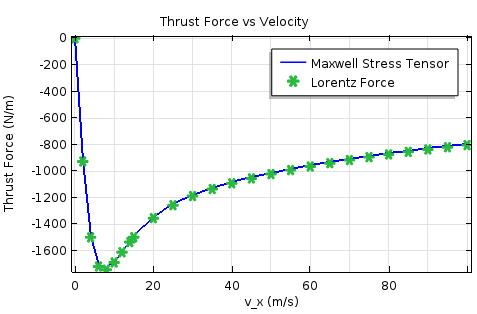 Thrust Force vs Velocity
Maxwell Stress Tensor
Lorentz Force
Thrust Force (N/m)
0
-200
-400
-600
-800
-1000
-1200
-1400
-1600
0
20
40
60
80
v_x (m/s)